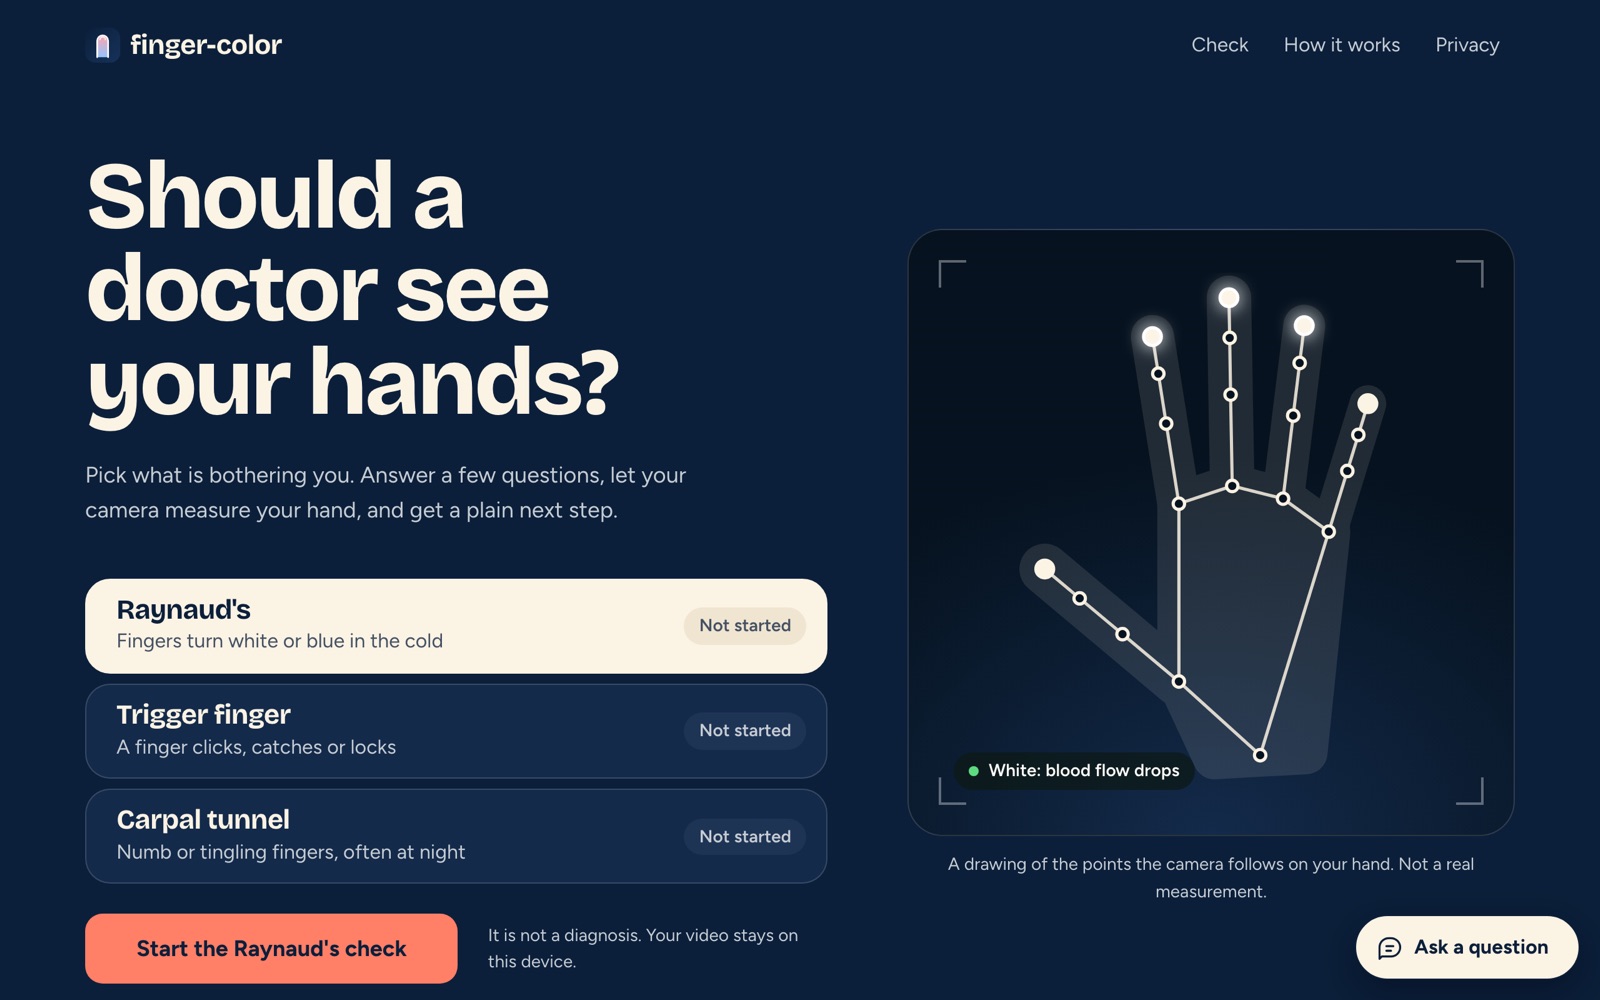 finger-color
Check
How it works
Privacy
Should a
doctor see
your hands?
Pick what is bothering you. Answer a few questions, let your
camera measure your hand, and get a plain next step.
Raynaud's
Fingers turn white or blue in the cold
Not started
Trigger finger
A finger clicks, catches or locks
Not started
Carpal tunnel
Numb or tingling fingers, often at night
Not started
Start the Raynaud's check
It is not a diagnosis. Your video stays on
this device.
White: blood flow drops
A drawing of the points the camera follows on your hand. Not a real
measurement.
Ask a question